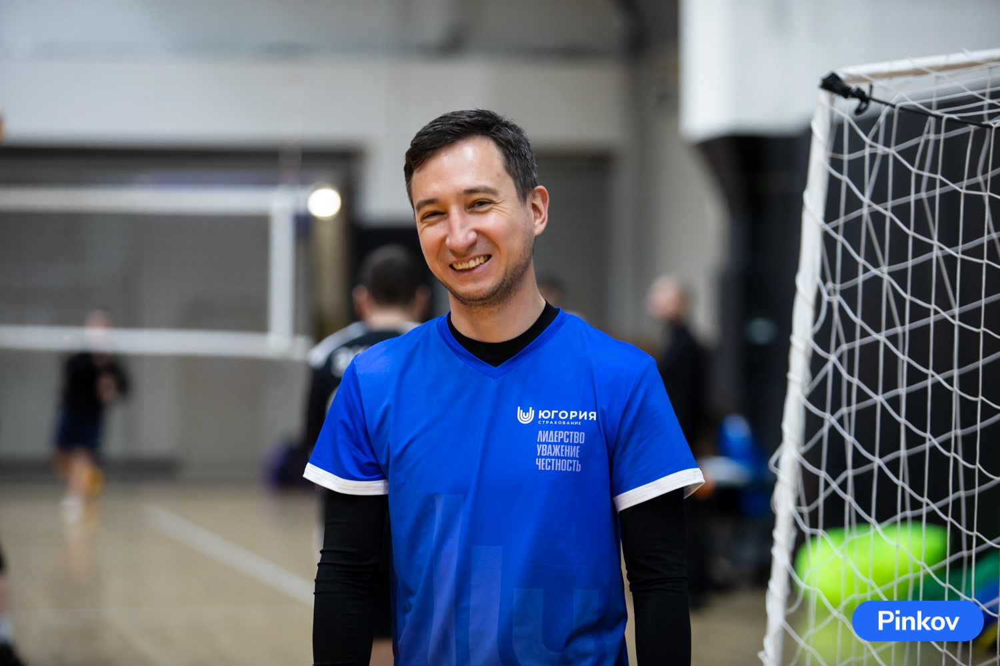 ЮГОРИЯ
СТРАХОВАНИЕ
ЛИДЕРСТВО
УВАЖЕНИЕ
ЧЕСТНОСТЬ
Pinkov